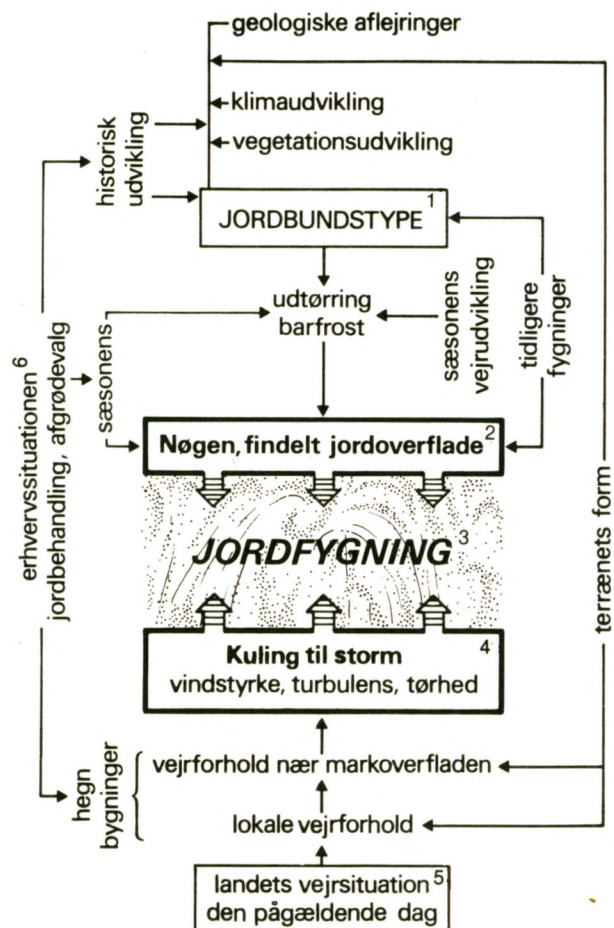 geologiske aflejringer
klimaudvikling
vegetationsudvikling
historisk
udvikling
JORDBUNDSTYPE 1
udtørring
barfrost
sæsonens
sæsonens
vejrudvikling
tidligere
fygninger
erhvervssituationen 6
jordbehandling, afgrødevalg
terrænets form
Nøgen, findelt jordoverflade 2
JORDFYGNING 3
Kuling til storm 4
vindstyrke, turbulens, tørhed
hegn
bygninger
vejrforhold nær markoverfladen
lokale vejrforhold
landets vejrsituation 5
den pågældende dag